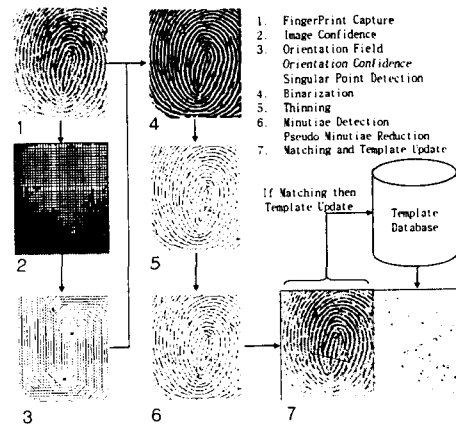 1. FingerPrint Capture
2. Image Confidence
3. Orientation Field
Orientation Confidence
Singular Point Detection
4. Binarization
5. Thinning
6. Minutiae Detection
Pseudo Minutiae Reduction
7. Matching and Template Update
1
4
If Matching then
Template Update
Template
Database
2
5
3
6
7